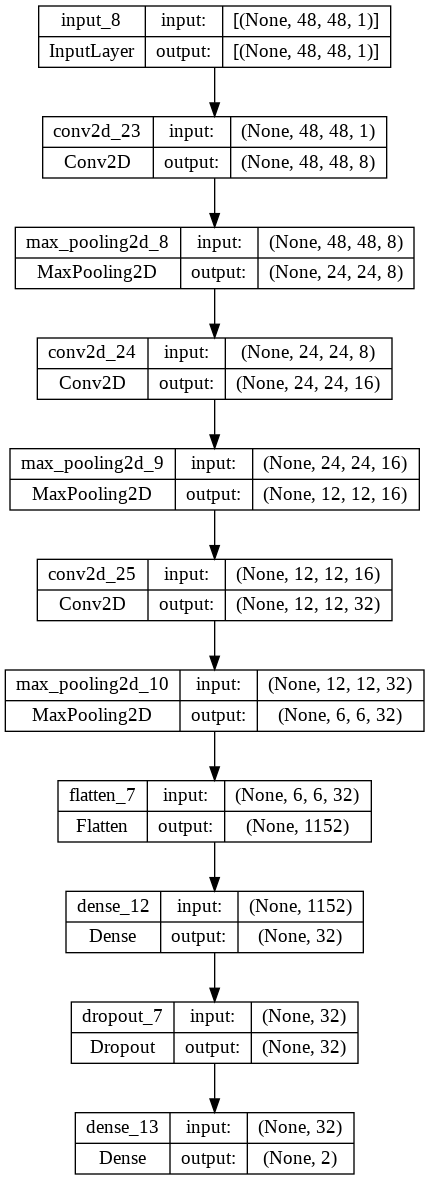 input_8 input: [(None, 48, 48, 1)]
InputLayer output: [(None, 48, 48, 1)]
conv2d_23 input: (None, 48, 48, 1)
Conv2D output: (None, 48, 48, 8)
max_pooling2d_8 input: (None, 48, 48, 8)
MaxPooling2D output: (None, 24, 24, 8)
conv2d_24 input: (None, 24, 24, 8)
Conv2D output: (None, 24, 24, 16)
max_pooling2d_9 input: (None, 24, 24, 16)
MaxPooling2D output: (None, 12, 12, 16)
conv2d_25 input: (None, 12, 12, 16)
Conv2D output: (None, 12, 12, 32)
max_pooling2d_10 input: (None, 12, 12, 32)
MaxPooling2D output: (None, 6, 6, 32)
flatten_7 input: (None, 6, 6, 32)
Flatten output: (None, 1152)
dense_12 input: (None, 1152)
Dense output: (None, 32)
dropout_7 input: (None, 32)
Dropout output: (None, 32)
dense_13 input: (None, 32)
Dense output: (None, 2)